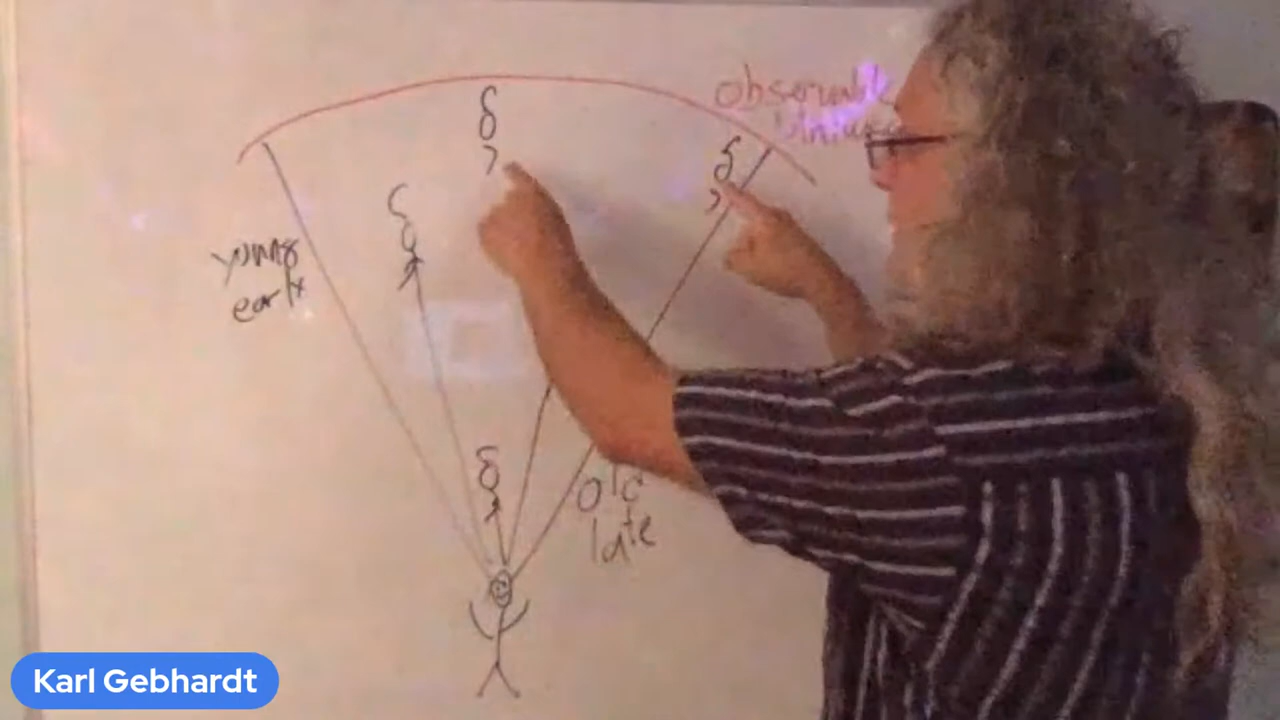 observable
Universe
δ
δ
young
early
δ
old
late
Karl Gebhardt